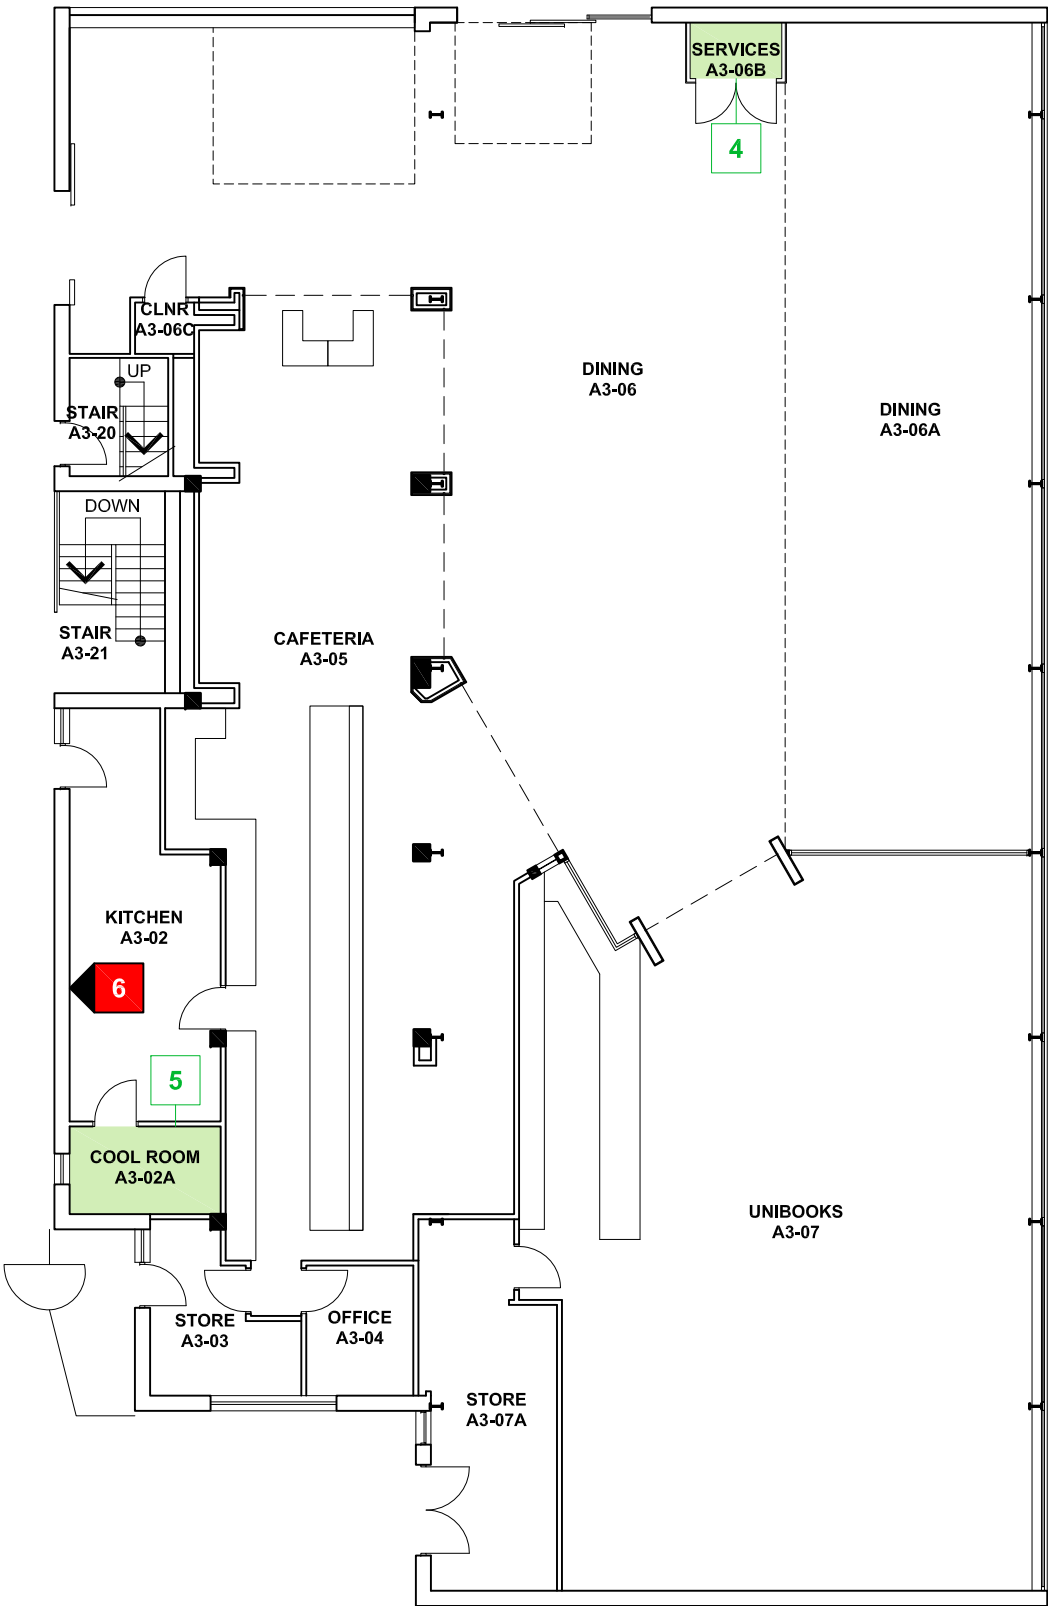 SERVICES
A3-06B
4
CLNR
A3-06C
UP
STAIR
A3-20
DINING
A3-06
DINING
A3-06A
DOWN
STAIR
A3-21
CAFETERIA
A3-05
KITCHEN
A3-02
6
5
COOL ROOM
A3-02A
UNIBOOKS
A3-07
STORE
A3-03
OFFICE
A3-04
STORE
A3-07A